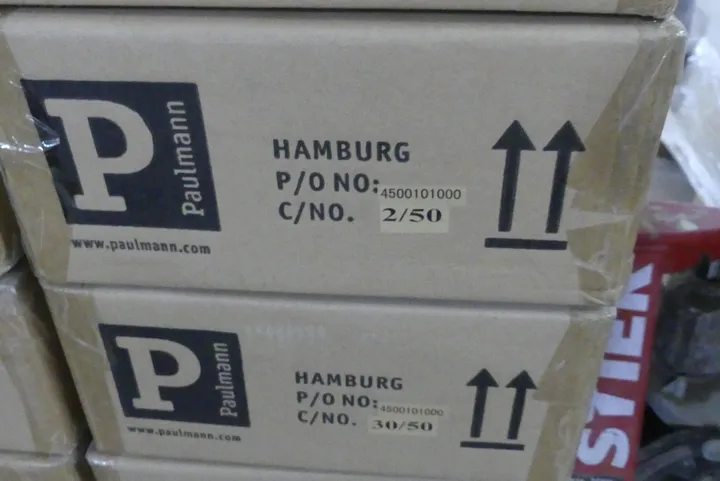 P
Paulmann
www.paulmann.com
HAMBURG
P/O NO: 4500101000
C/NO. 2/50
P
Paulmann
www.paulmann.com
HAMBURG
P/O NO: 4500101000
C/NO. 30/50